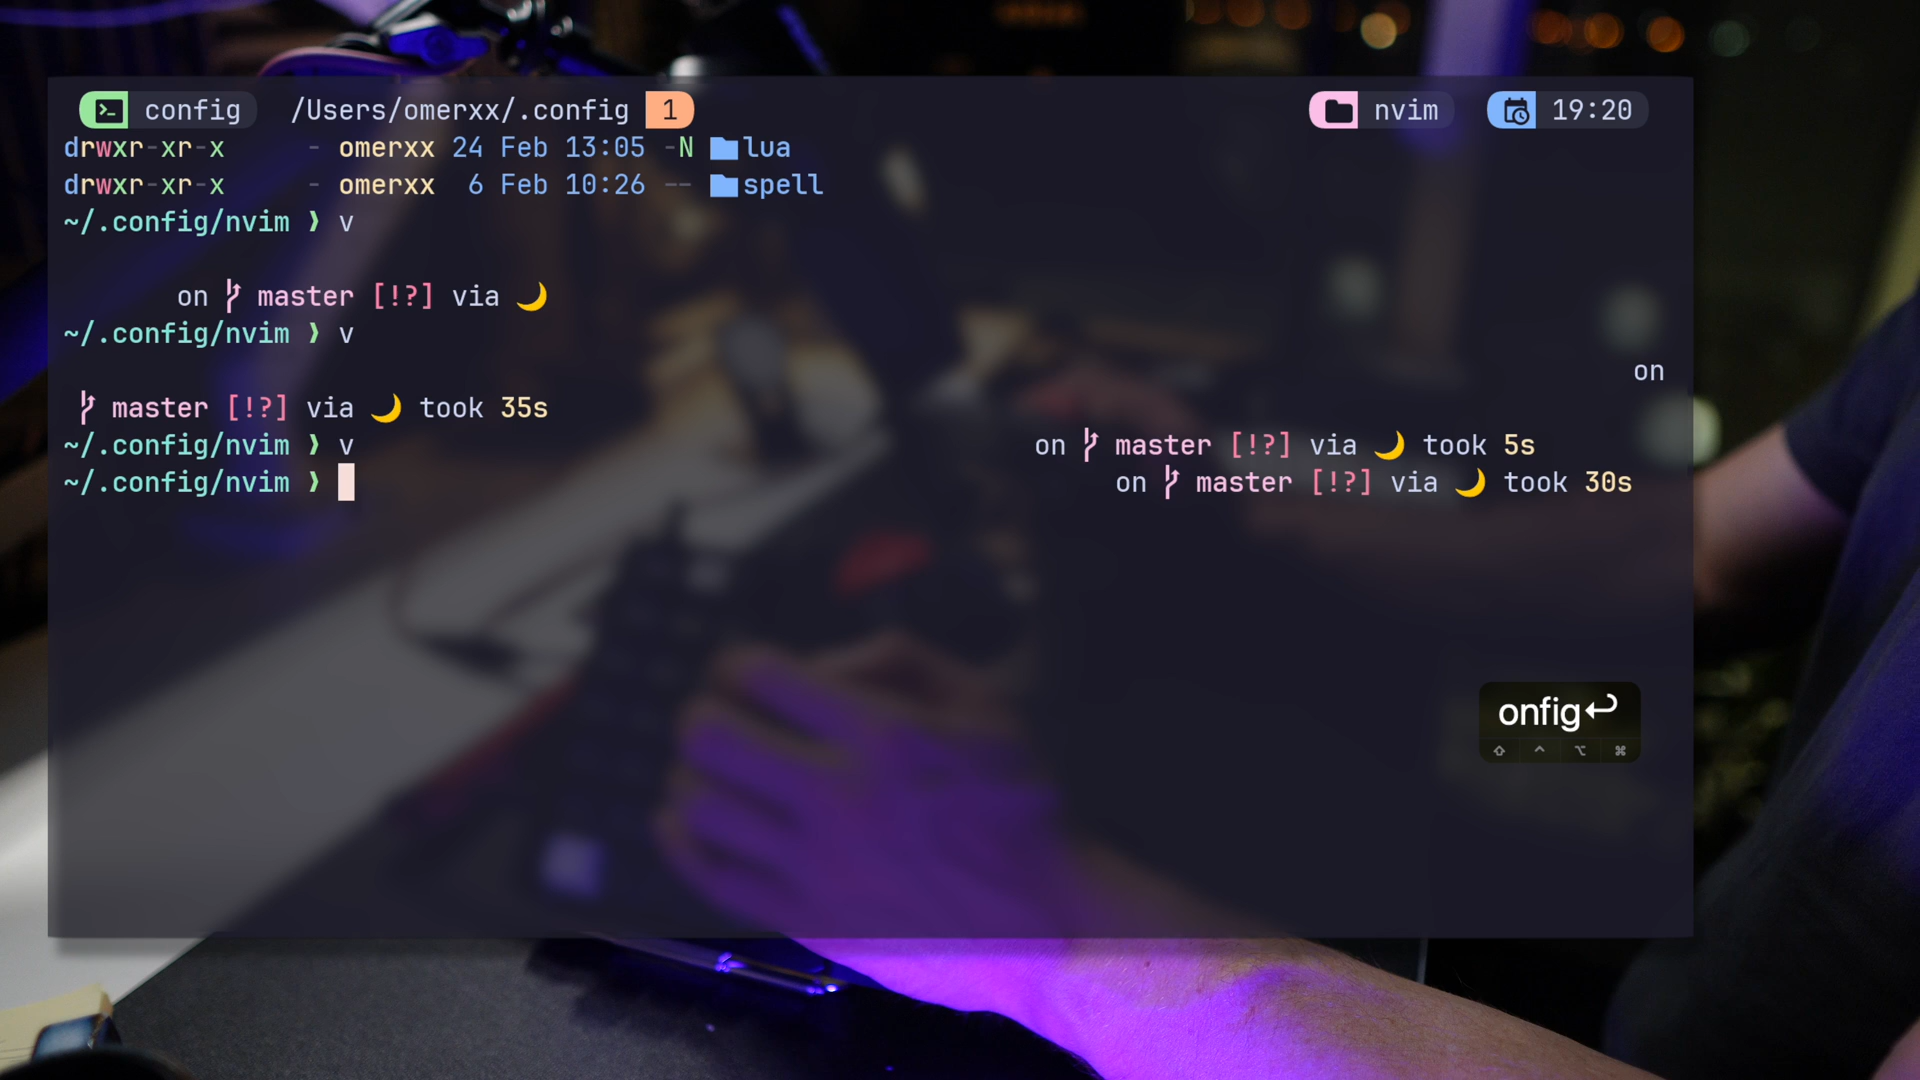 config /Users/omerxx/.config 1 nvim 19:20
drwxr-xr-x - omerxx 24 Feb 13:05 -N lua
drwxr-xr-x - omerxx 6 Feb 10:26 -- spell
~/.config/nvim ❯ v
on master [!?] via 🌙
~/.config/nvim ❯ v
on
master [!?] via 🌙 took 35s
~/.config/nvim ❯ v on master [!?] via 🌙 took 5s
~/.config/nvim ❯ on master [!?] via 🌙 took 30s
onfig↩
⇧ ⌃ ⌥ ⌘